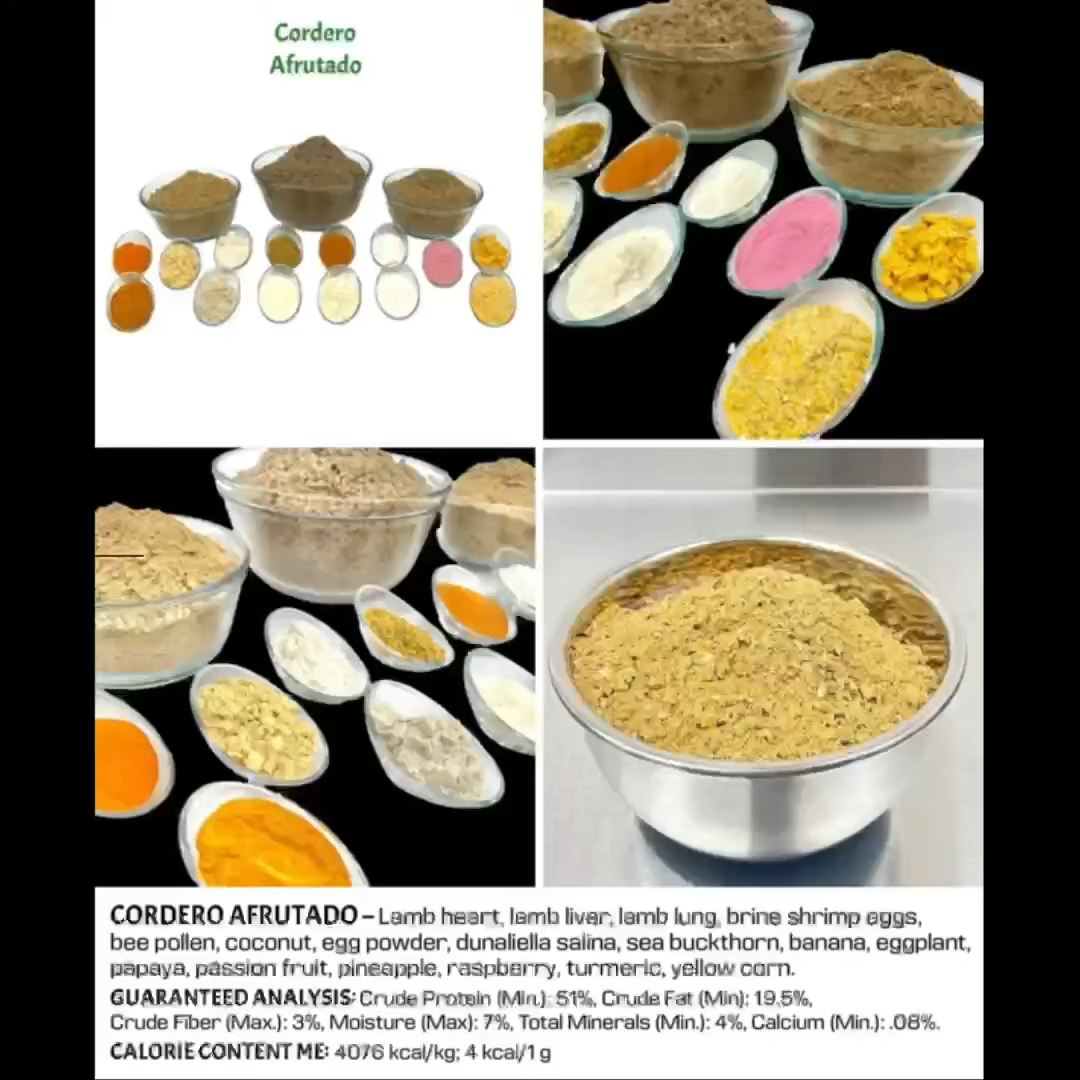 Cordero
Afrutado
CORDERO AFRUTADO – Lamb heart, lamb liver, lamb lung, brine shrimp eggs,
bee pollen, coconut, egg powder, dunaliella salina, sea buckthorn, banana, eggplant,
papaya, passion fruit, pineapple, raspberry, turmeric, yellow corn.
GUARANTEED ANALYSIS: Crude Protein (Min.): 51%, Crude Fat (Min): 19.5%,
Crude Fiber (Max.): 3%, Moisture (Max): 7%, Total Minerals (Min.): 4%, Calcium (Min.): .08%.
CALORIE CONTENT ME: 4076 kcal/kg; 4 kcal/1 g